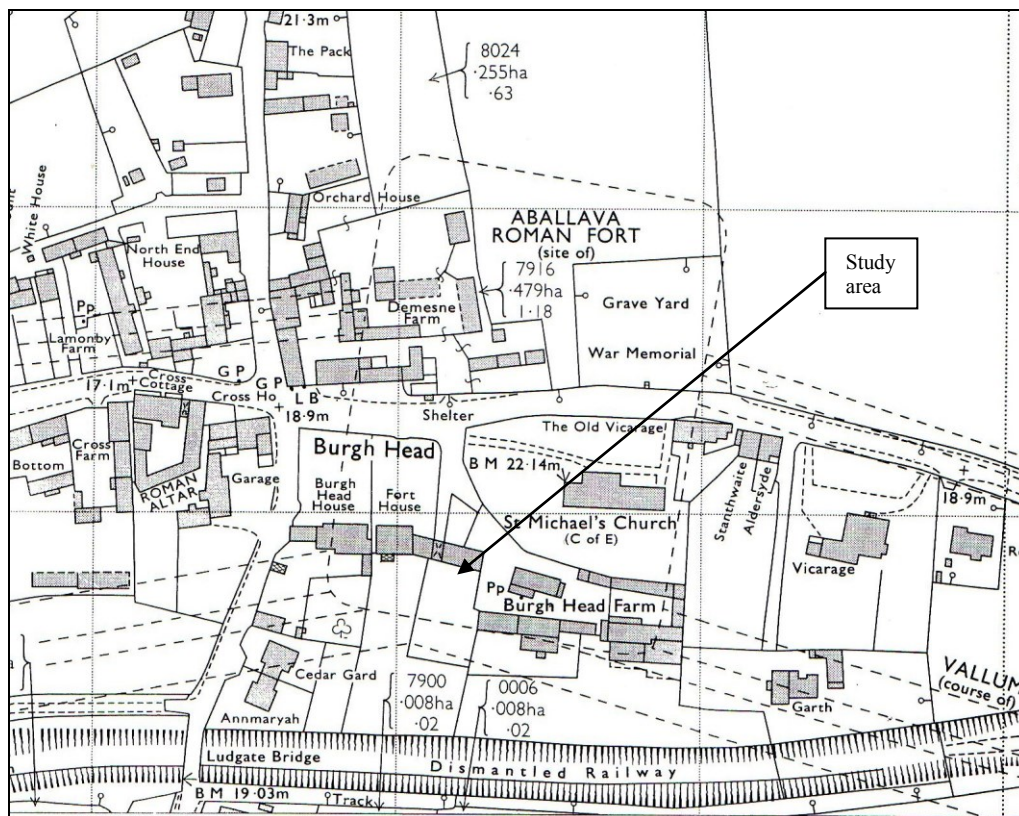 21·3m
The Pack
8024
·255ha
·63
White House
Orchard House
North End
House
ABALLAVA
ROMAN FORT
(site of)
7916
·479ha
1·18
Study
area
Grave Yard
War Memorial
Pp
Lamonby
Farm
Demesne
Farm
17·1m
Cross
Cottage
G P
G P
Cross Ho
L B
18·9m
Shelter
The Old Vicarage
Bottom
Cross
Farm
ROMAN
ALTAR
Garage
Burgh Head
B M 22·14m
Stanthwaite
Aldersyde
18·9m
Burgh
Head
House
Fort
House
St Michael's Church
(C of E)
Vicarage
Pp
Burgh Head Farm
Cedar Gard
Annmaryah
7900
·008ha
·02
0006
·008ha
·02
Garth
VALLUM
(course of)
Ludgate Bridge
Dismantled Railway
B M 19·03m
Track